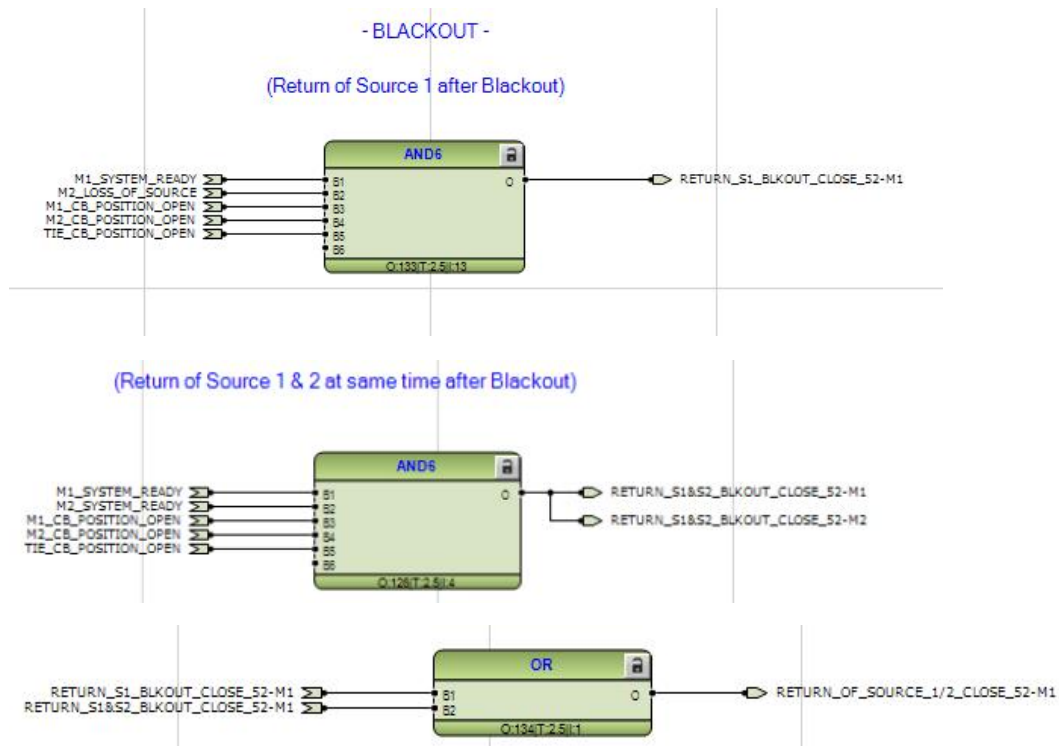 - BLACKOUT -
(Return of Source 1 after Blackout)
AND6
M1_SYSTEM_READY
M2_LOSS_OF_SOURCE
M1_CB_POSITION_OPEN
M2_CB_POSITION_OPEN
TIE_CB_POSITION_OPEN
B1
B2
B3
B4
B5
B6
O
RETURN_S1_BLKOUT_CLOSE_52-M1
O:133|T:2.5|I:13
(Return of Source 1 & 2 at same time after Blackout)
AND6
M1_SYSTEM_READY
M2_SYSTEM_READY
M1_CB_POSITION_OPEN
M2_CB_POSITION_OPEN
TIE_CB_POSITION_OPEN
B1
B2
B3
B4
B5
B6
O
RETURN_S1&S2_BLKOUT_CLOSE_52-M1
RETURN_S1&S2_BLKOUT_CLOSE_52-M2
O:126|T:2.5|I:4
OR
RETURN_S1_BLKOUT_CLOSE_52-M1
RETURN_S1&S2_BLKOUT_CLOSE_52-M1
B1
B2
O
RETURN_OF_SOURCE_1/2_CLOSE_52-M1
O:134|T:2.5|I:1